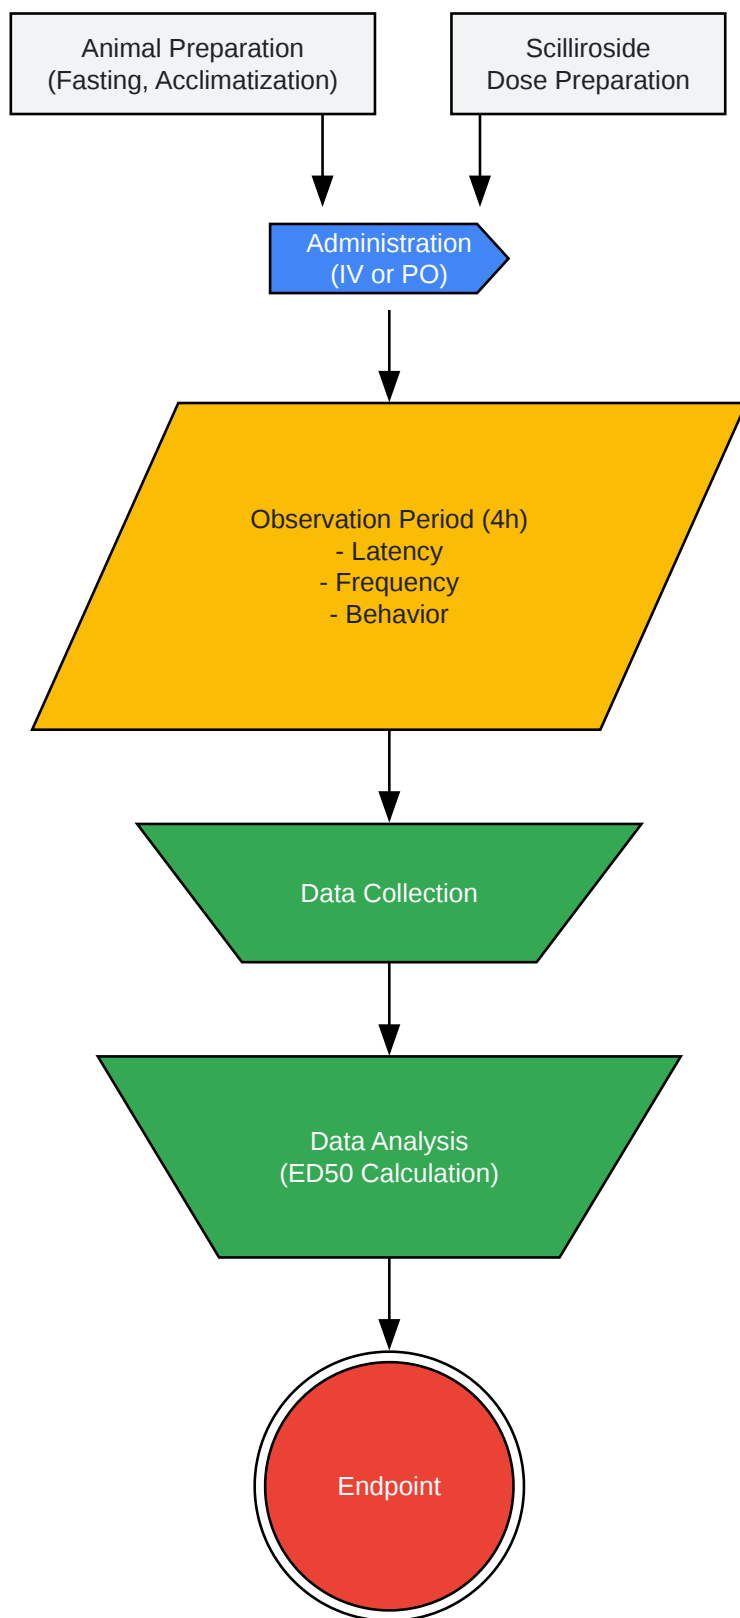 Animal Preparation
(Fasting, Acclimatization)
Scilliroside
Dose Preparation
Administration
(IV or PO)
Observation Period (4h)
- Latency
- Frequency
- Behavior
Data Collection
Data Analysis
(ED50 Calculation)
Endpoint